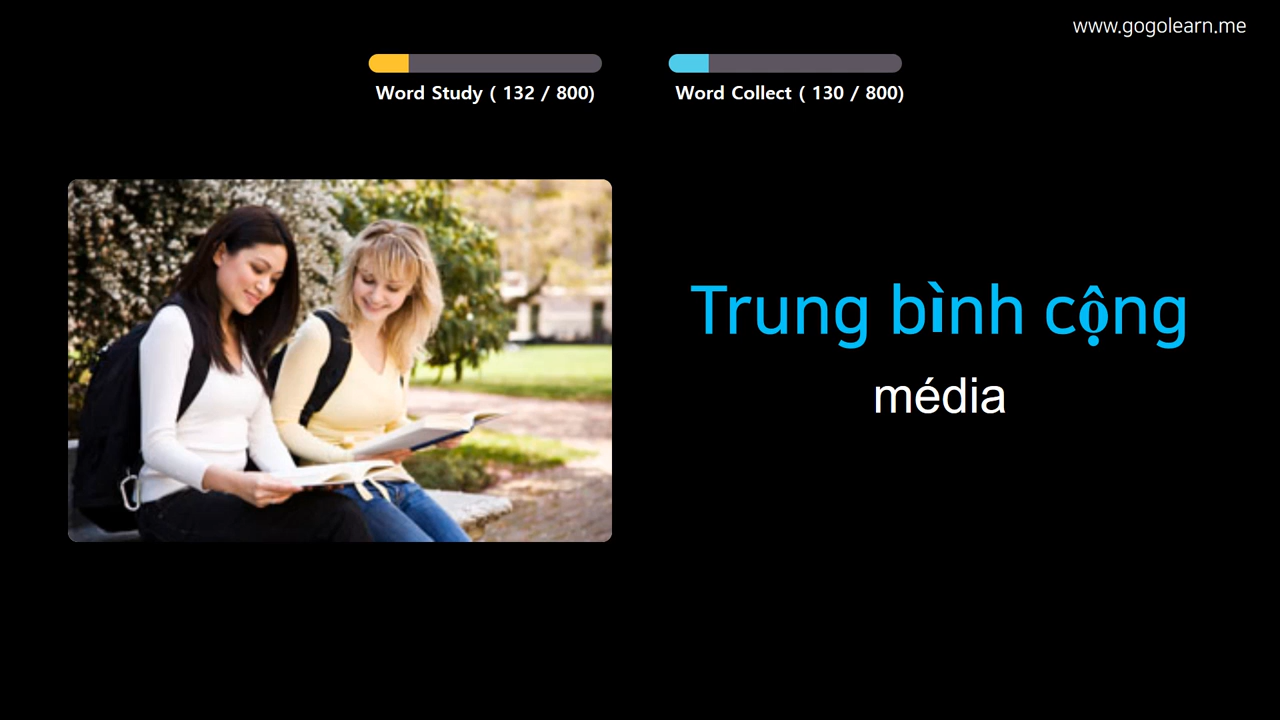 www.gogolearn.me
Word Study ( 132 / 800)
Word Collect ( 130 / 800)
Trung bình cộng
média